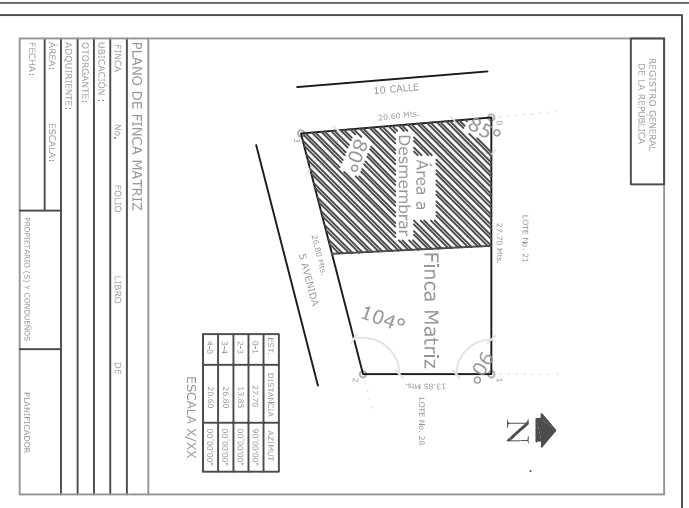 REGISTRO GENERAL
DE LA REPÚBLICA
10 CALLE
20.60 Mts.
0
85°
3
80°
Área a
Desmembrar
27.70 Mts.
LOTE No. 21
26.80 Mts.
5 AVENIDA
Finca Matriz
104°
90°
2
1
13.85 Mts.
LOTE No. 28
N
EST. DISTANCIA AZIMUT
0-1 27.70 90°00'00"
2-3 13.85 00°00'00"
3-4 26.80 00°00'00"
4-0 20.60 00°00'00"
ESCALA X/XX
PLANO DE FINCA MATRIZ
FINCA No. FOLIO LIBRO DE
UBICACIÓN :
OTORGANTE:
ADQUIRIENTE:
ÁREA: ESCALA:
FECHA:
PROPIETARIO (S) Y CONDUEÑOS
PLANIFICADOR